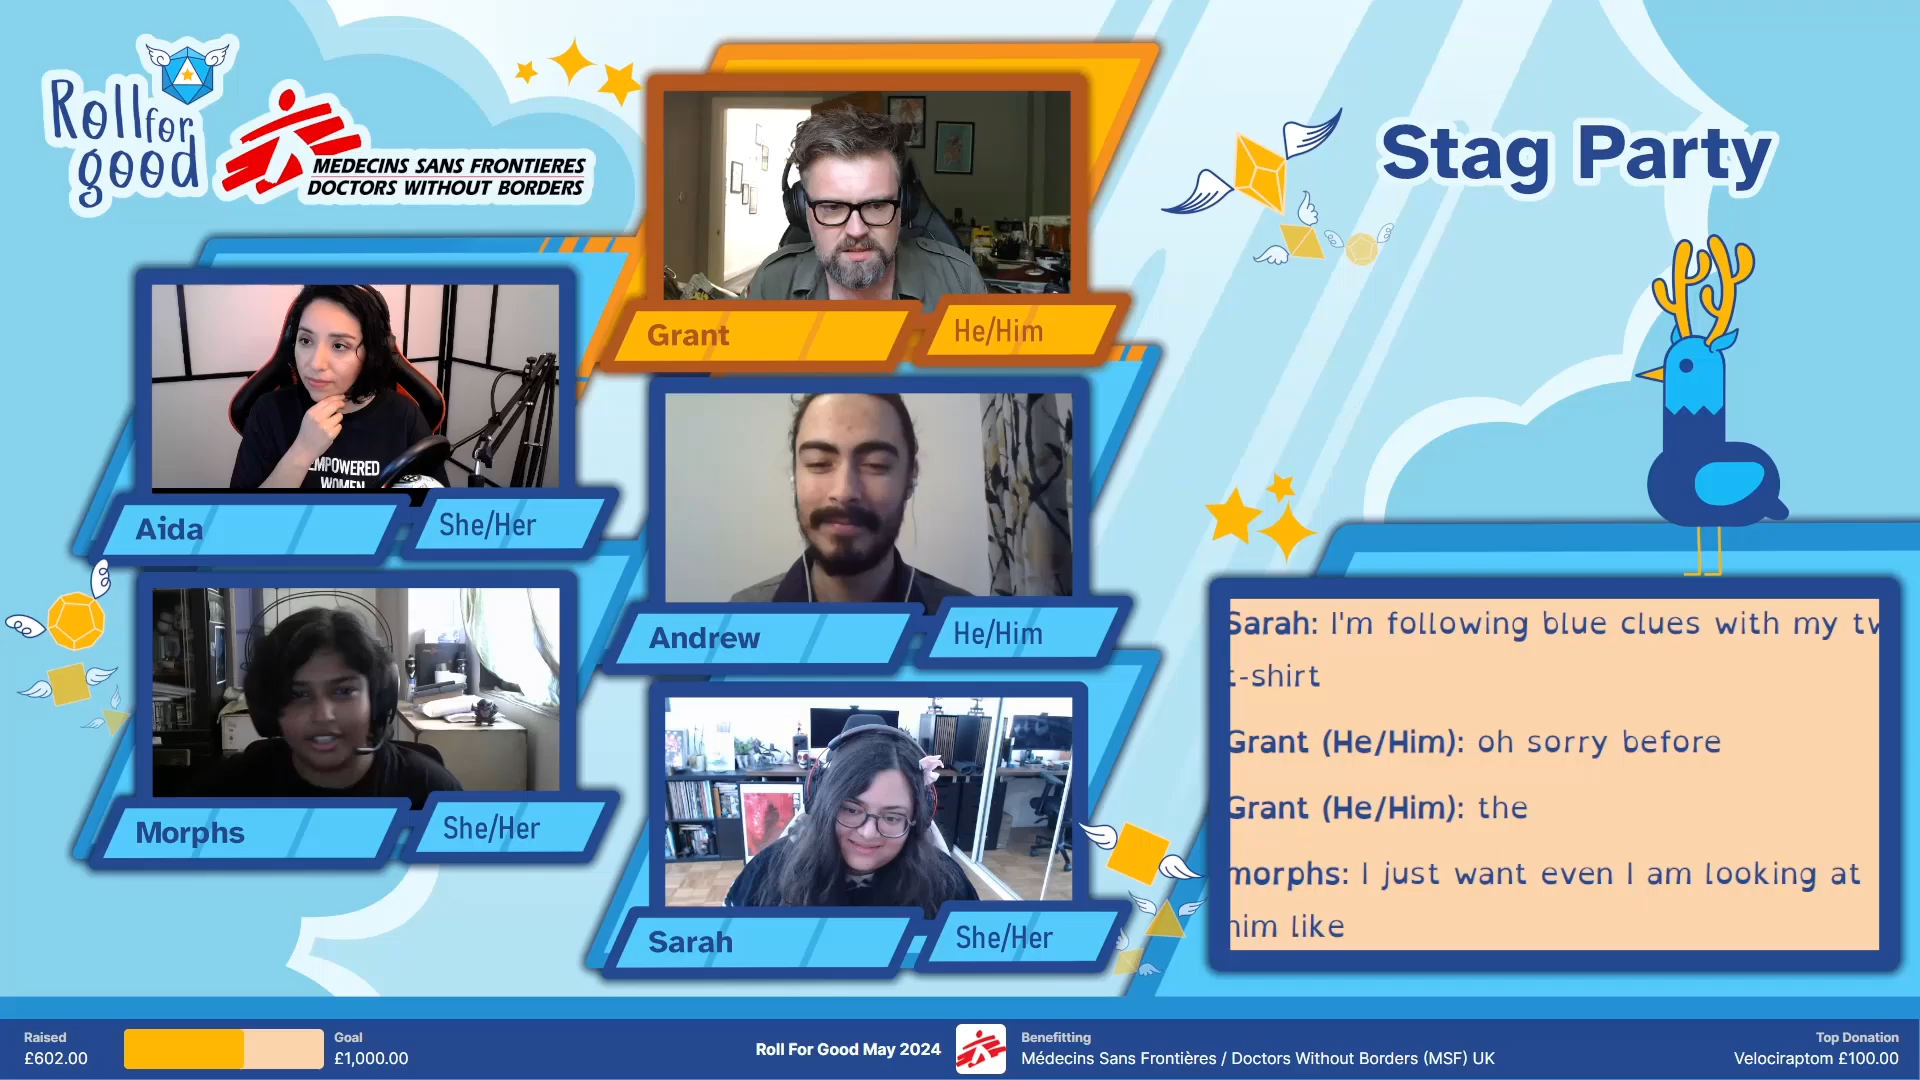 Roll for
good
MEDECINS SANS FRONTIERES
DOCTORS WITHOUT BORDERS
Stag Party
Grant
He/Him
EMPOWERED
WOMEN
Aida
She/Her
Andrew
He/Him
Morphs
She/Her
Sarah
She/Her
Sarah: I'm following blue clues with my tw
t-shirt
Grant (He/Him): oh sorry before
Grant (He/Him): the
morphs: I just want even I am looking at
him like
Raised
£602.00
Goal
£1,000.00
Roll For Good May 2024
Benefitting
Médecins Sans Frontières / Doctors Without Borders (MSF) UK
Top Donation
Velociraptom £100.00